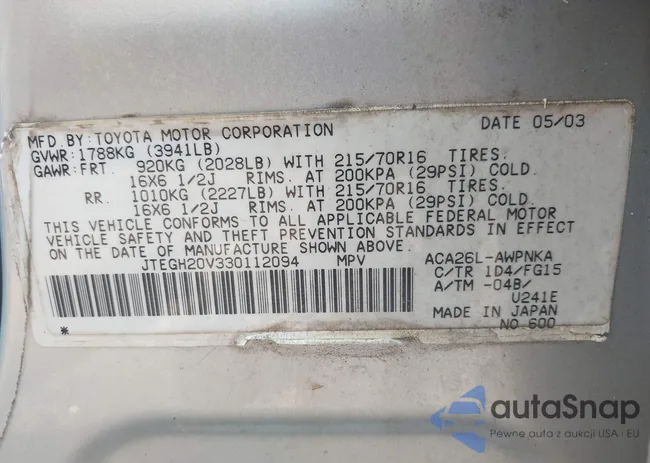 MFD.BY:TOYOTA MOTOR CORPORATION DATE 05/03
GVWR:1788KG (3941LB)
GAWR:FRT. 920KG (2028LB) WITH 215/70R16 TIRES.
16X6 1/2J RIMS. AT 200KPA (29PSI) COLD.
RR. 1010KG (2227LB) WITH 215/70R16 TIRES.
16X6 1/2J RIMS. AT 200KPA (29PSI) COLD.
THIS VEHICLE CONFORMS TO ALL APPLICABLE FEDERAL MOTOR
VEHICLE SAFETY AND THEFT PREVENTION STANDARDS IN EFFECT
ON THE DATE OF MANUFACTURE SHOWN ABOVE.
JTEGH20V330112094 MPV ACA26L-AWPNKA
C/TR 1D4/FG15
A/TM -04B/
U241E
MADE IN JAPAN
NO 600
*
autoSnap
Pewne auta z aukcji USA i EU